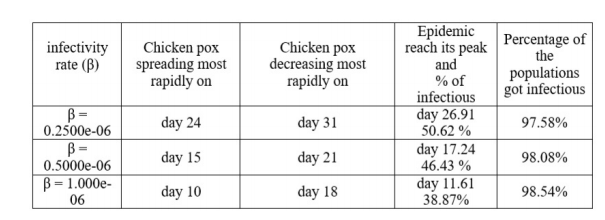 infectivity
rate (β)
Chicken pox
spreading most
rapidly on
Chicken pox
decreasing most
rapidly on
Epidemic
reach its peak
and
% of
infectious
Percentage of
the
populations
got infectious
β =
0.2500e-06
day 24
day 31
day 26.91
50.62 %
97.58%
β =
0.5000e-06
day 15
day 21
day 17.24
46.43 %
98.08%
β = 1.000e-
06
day 10
day 18
day 11.61
38.87%
98.54%